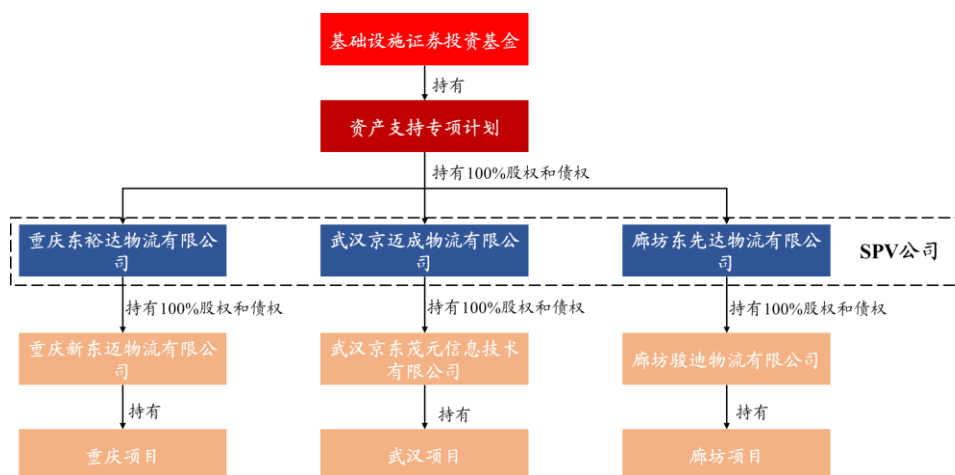 基础设施证券投资基金
持有
资产支持专项计划
持有100%股权和债权
重庆东裕达物流有限公
司
武汉京迈成物流有限公
司
廊坊东先达物流有限公
司
SPV公司
持有100%股权和债权
持有100%股权和债权
持有100%股权和债权
重庆新东迈物流有限公
司
武汉京东茂元信息技术
有限公司
廊坊骏迪物流有限公司
持有
持有
持有
重庆项目
武汉项目
廊坊项目